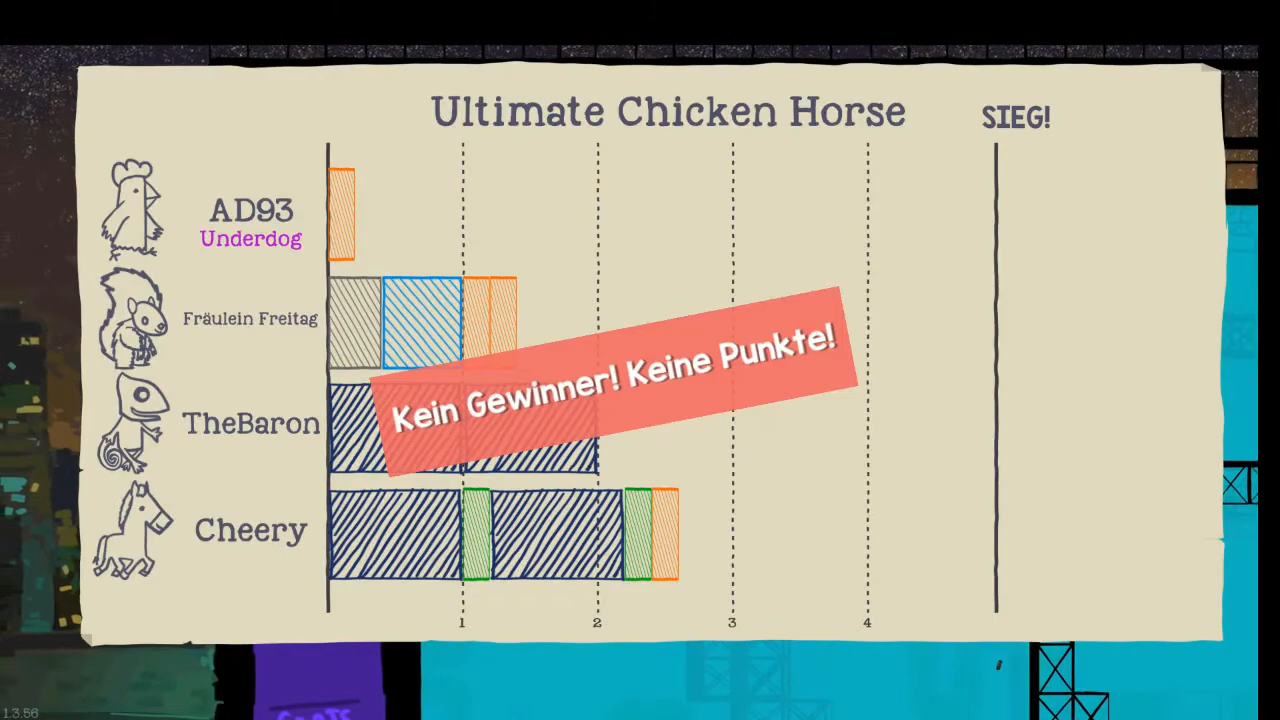 Ultimate Chicken Horse
SIEG!
AD93
Underdog
Fräulein Freitag
TheBaron
Cheery
Kein Gewinner! Keine Punkte!
1 2 3 4
1.3.56